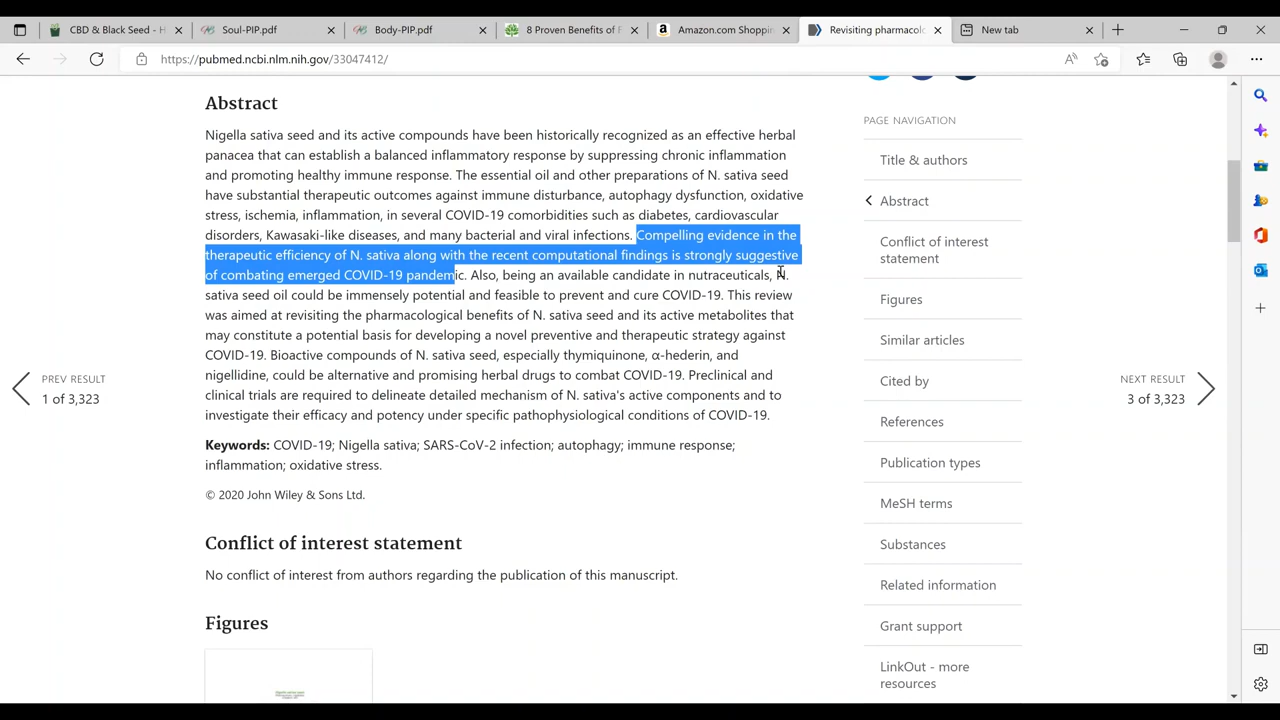 CBD & Black Seed - H
Soul-PIP.pdf
Body-PIP.pdf
8 Proven Benefits of
Amazon.com Shoppin
Revisiting pharmacol
New tab
https://pubmed.ncbi.nlm.nih.gov/33047412/
Abstract
Nigella sativa seed and its active compounds have been historically recognized as an effective herbal
panacea that can establish a balanced inflammatory response by suppressing chronic inflammation
and promoting healthy immune response. The essential oil and other preparations of N. sativa seed
have substantial therapeutic outcomes against immune disturbance, autophagy dysfunction, oxidative
stress, ischemia, inflammation, in several COVID-19 comorbidities such as diabetes, cardiovascular
disorders, Kawasaki-like diseases, and many bacterial and viral infections. Compelling evidence in the
therapeutic efficiency of N. sativa along with the recent computational findings is strongly suggestive
of combating emerged COVID-19 pandemic. Also, being an available candidate in nutraceuticals, N.
sativa seed oil could be immensely potential and feasible to prevent and cure COVID-19. This review
was aimed at revisiting the pharmacological benefits of N. sativa seed and its active metabolites that
may constitute a potential basis for developing a novel preventive and therapeutic strategy against
COVID-19. Bioactive compounds of N. sativa seed, especially thymiquinone, α-hederin, and
nigellidine, could be alternative and promising herbal drugs to combat COVID-19. Preclinical and
clinical trials are required to delineate detailed mechanism of N. sativa's active components and to
investigate their efficacy and potency under specific pathophysiological conditions of COVID-19.
Keywords: COVID-19; Nigella sativa; SARS-CoV-2 infection; autophagy; immune response;
inflammation; oxidative stress.
© 2020 John Wiley & Sons Ltd.
Conflict of interest statement
No conflict of interest from authors regarding the publication of this manuscript.
Figures
PREV RESULT
1 of 3,323
NEXT RESULT
3 of 3,323
PAGE NAVIGATION
Title & authors
Abstract
Conflict of interest
statement
Figures
Similar articles
Cited by
References
Publication types
MeSH terms
Substances
Related information
Grant support
LinkOut - more
resources